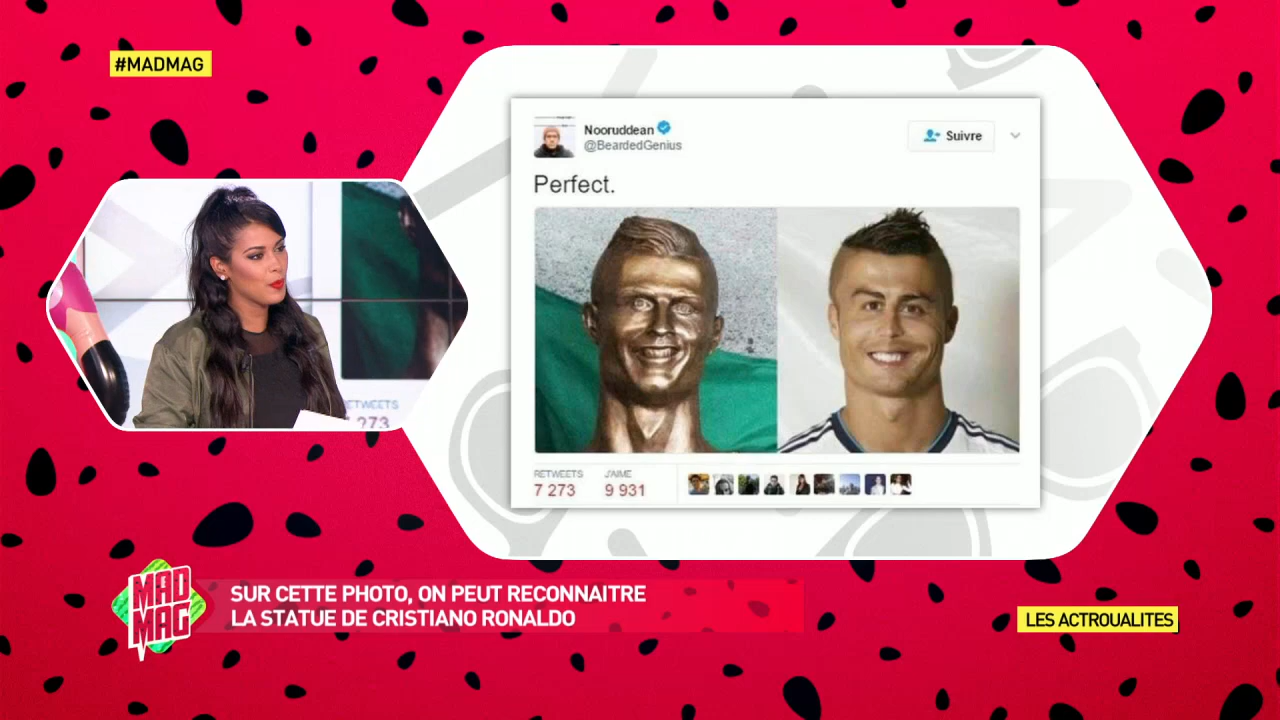 #MADMAG
Nooruddean
@BeardedGenius
Suivre
Perfect.
RETWEETS
J'AIME
7 273
9 931
ETWEETS
273
MAD
MAG
SUR CETTE PHOTO, ON PEUT RECONNAITRE
LA STATUE DE CRISTIANO RONALDO
LES ACTROUALITES